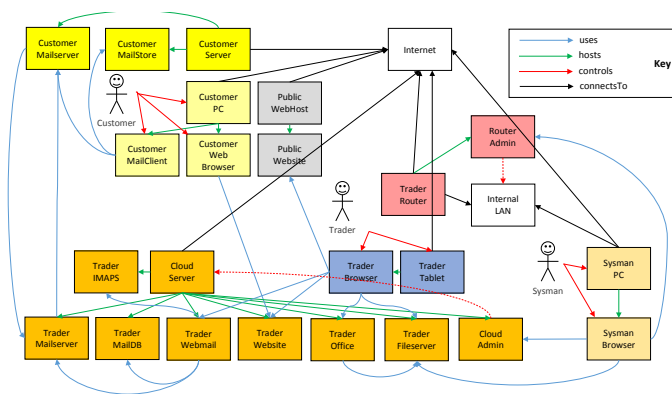 Customer
Mailserver
Customer
MailStore
Customer
Server
Internet
uses
hosts
controls
connectsTo
Key
Customer
Customer
PC
Public
WebHost
Customer
MailClient
Customer
Web
Browser
Public
Website
Router
Admin
Trader
Router
Internal
LAN
Trader
Trader
IMAPS
Cloud
Server
Trader
Browser
Trader
Tablet
Sysman
Sysman
PC
Trader
Mailserver
Trader
MailDB
Trader
Webmail
Trader
Website
Trader
Office
Trader
Fileserver
Cloud
Admin
Sysman
Browser